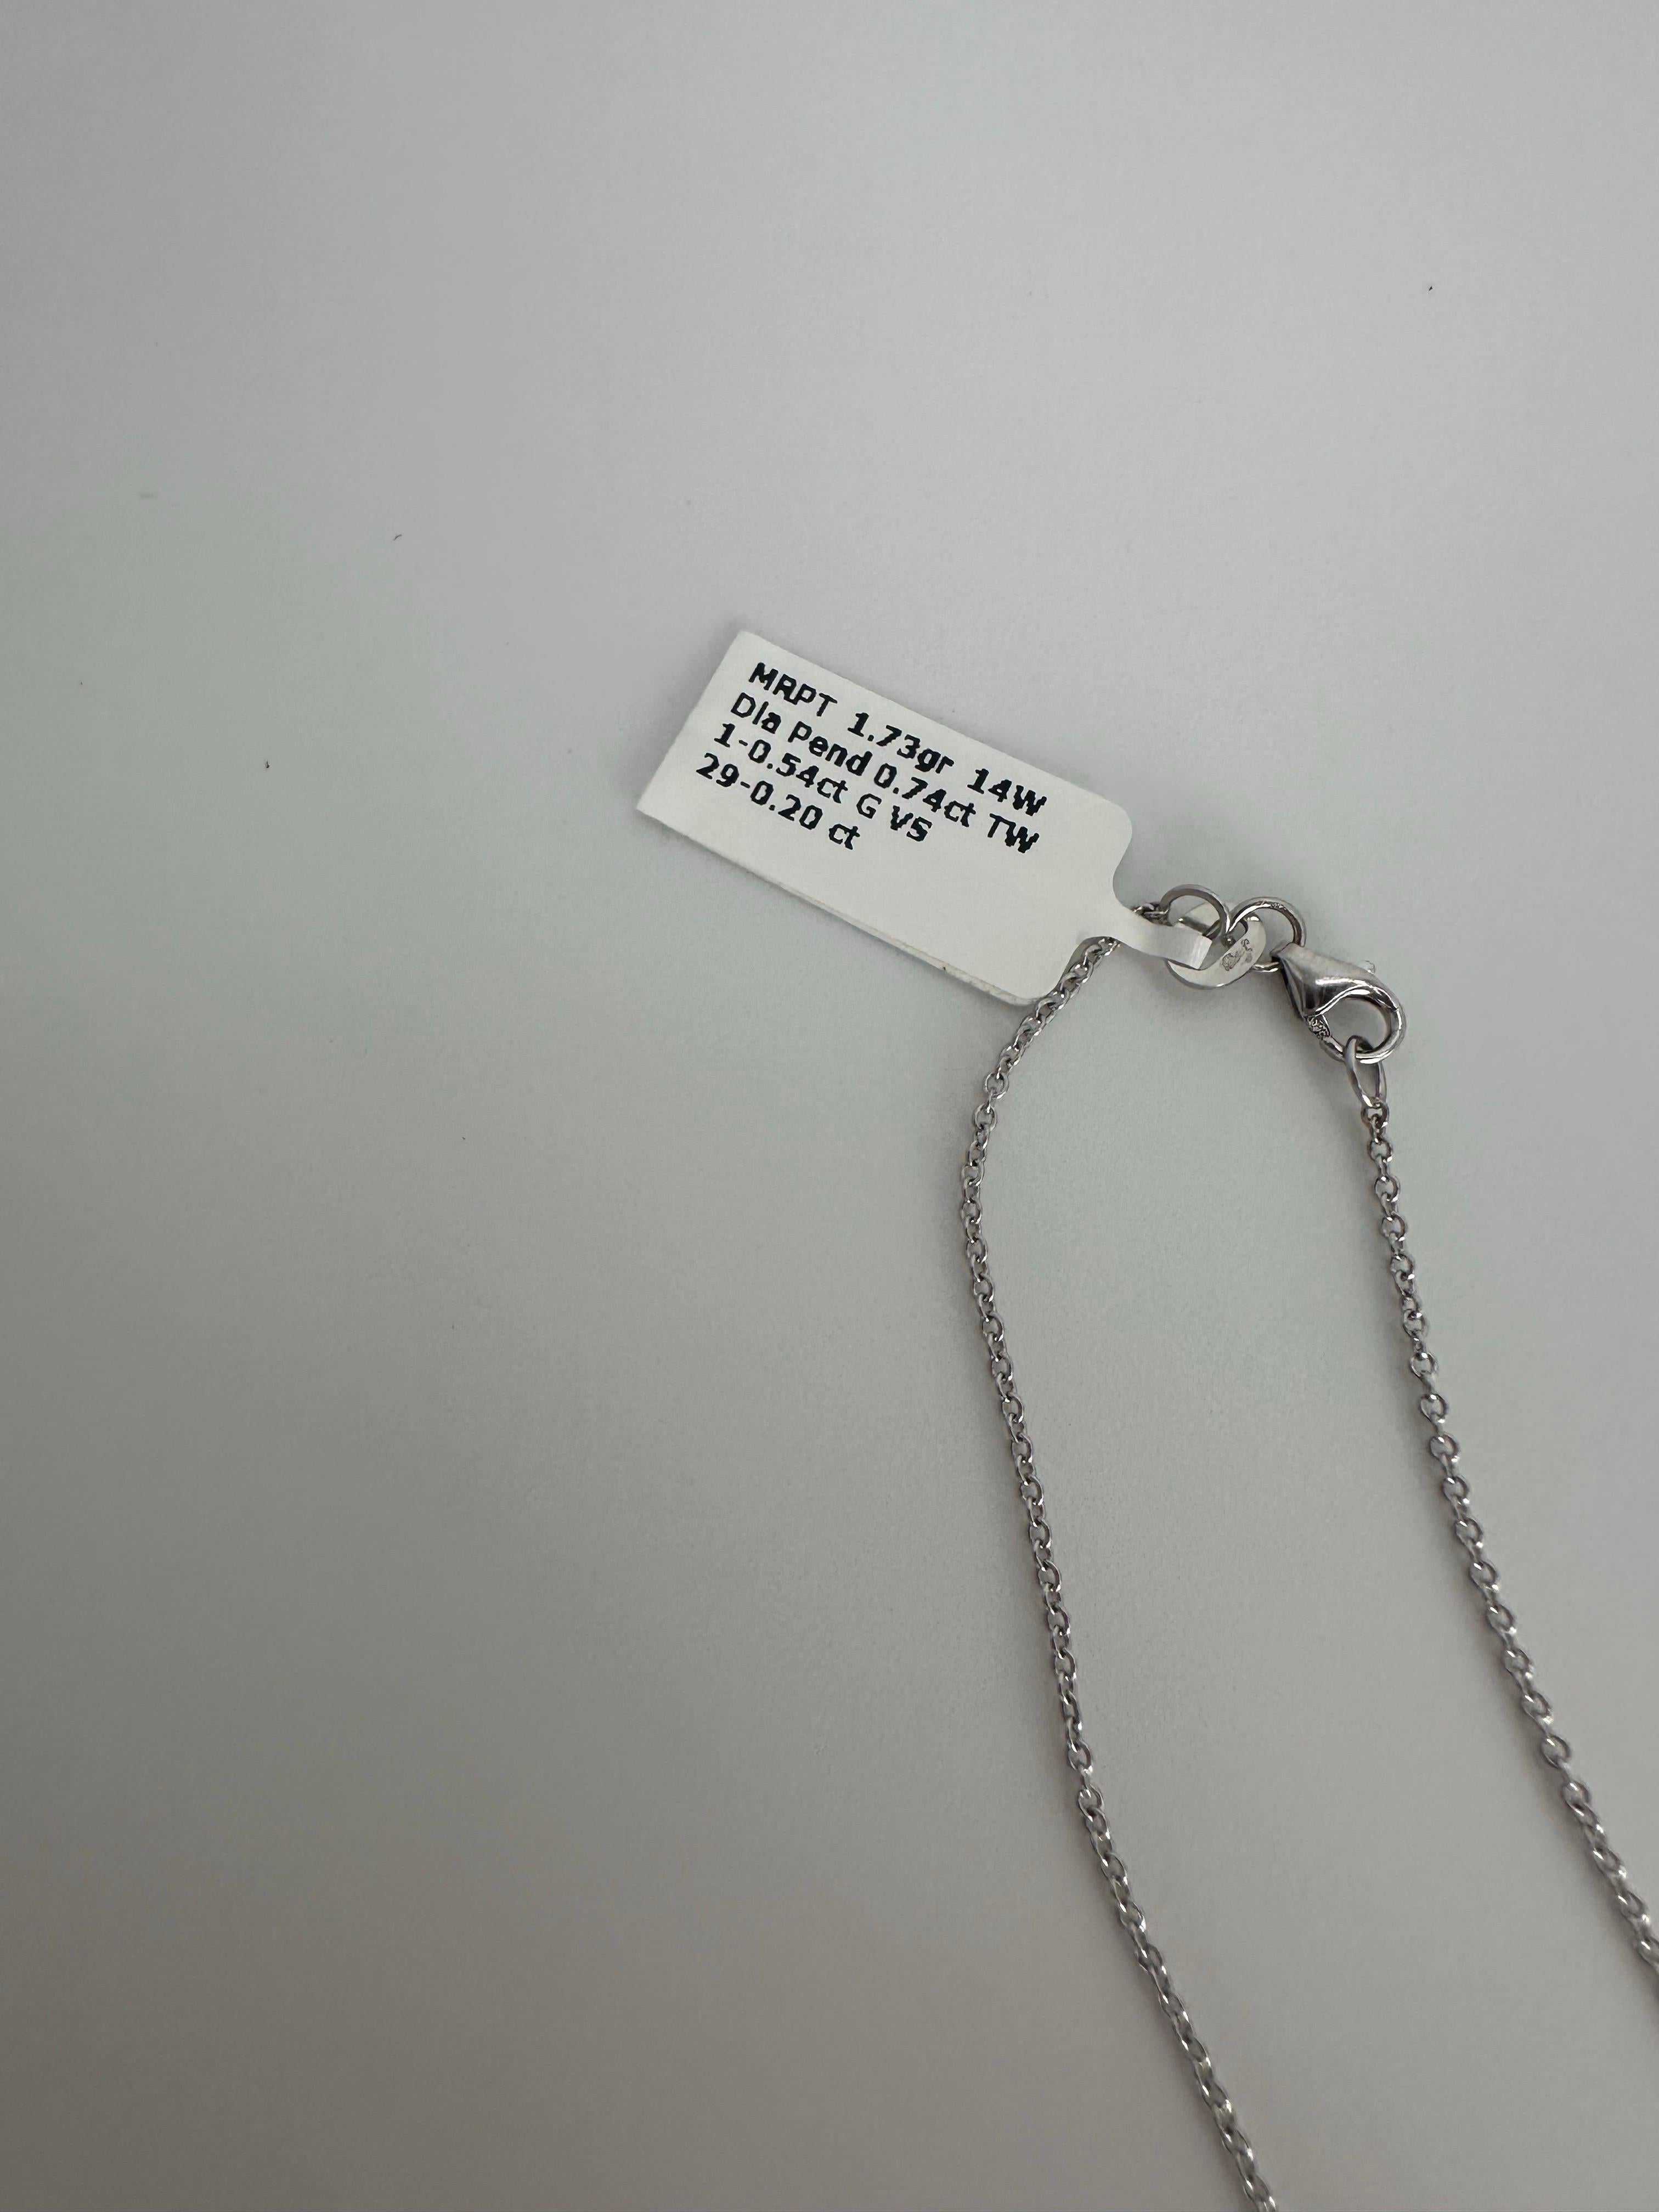 MRPT 1.73gr 14W
Dia Pend 0.74ct TW
1-0.54ct G VS
29-0.20 ct